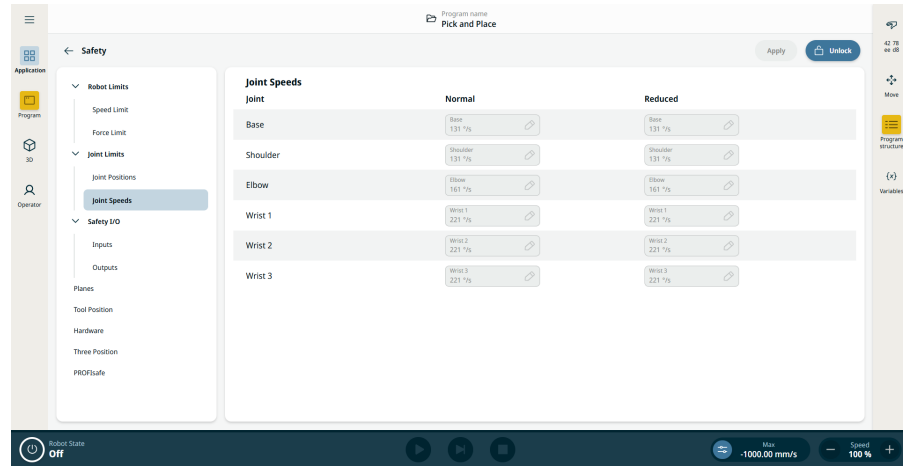 Program name
Pick and Place
42 78
ee d8
Safety
Apply
Unlock
Application
Program
3D
Operator
Robot Limits
Speed Limit
Force Limit
Joint Limits
Joint Positions
Joint Speeds
Safety I/O
Inputs
Outputs
Planes
Tool Position
Hardware
Three Position
PROFIsafe
Joint Speeds
Joint Normal Reduced
Base
Base
131 °/s
Base
131 °/s
Shoulder
Shoulder
131 °/s
Shoulder
131 °/s
Elbow
Elbow
161 °/s
Elbow
161 °/s
Wrist 1
Wrist 1
221 °/s
Wrist 1
221 °/s
Wrist 2
Wrist 2
221 °/s
Wrist 2
221 °/s
Wrist 3
Wrist 3
221 °/s
Wrist 3
221 °/s
Move
Program
structure
{x}
Variables
Robot State
Off
Max
-1000.00 mm/s
Speed
100 %